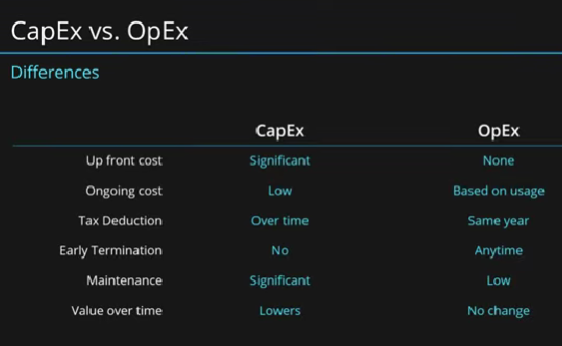 CapEx vs. OpEx
Differences
CapEx OpEx
Up front cost Significant None
Ongoing cost Low Based on usage
Tax Deduction Over time Same year
Early Termination No Anytime
Maintenance Significant Low
Value over time Lowers No change